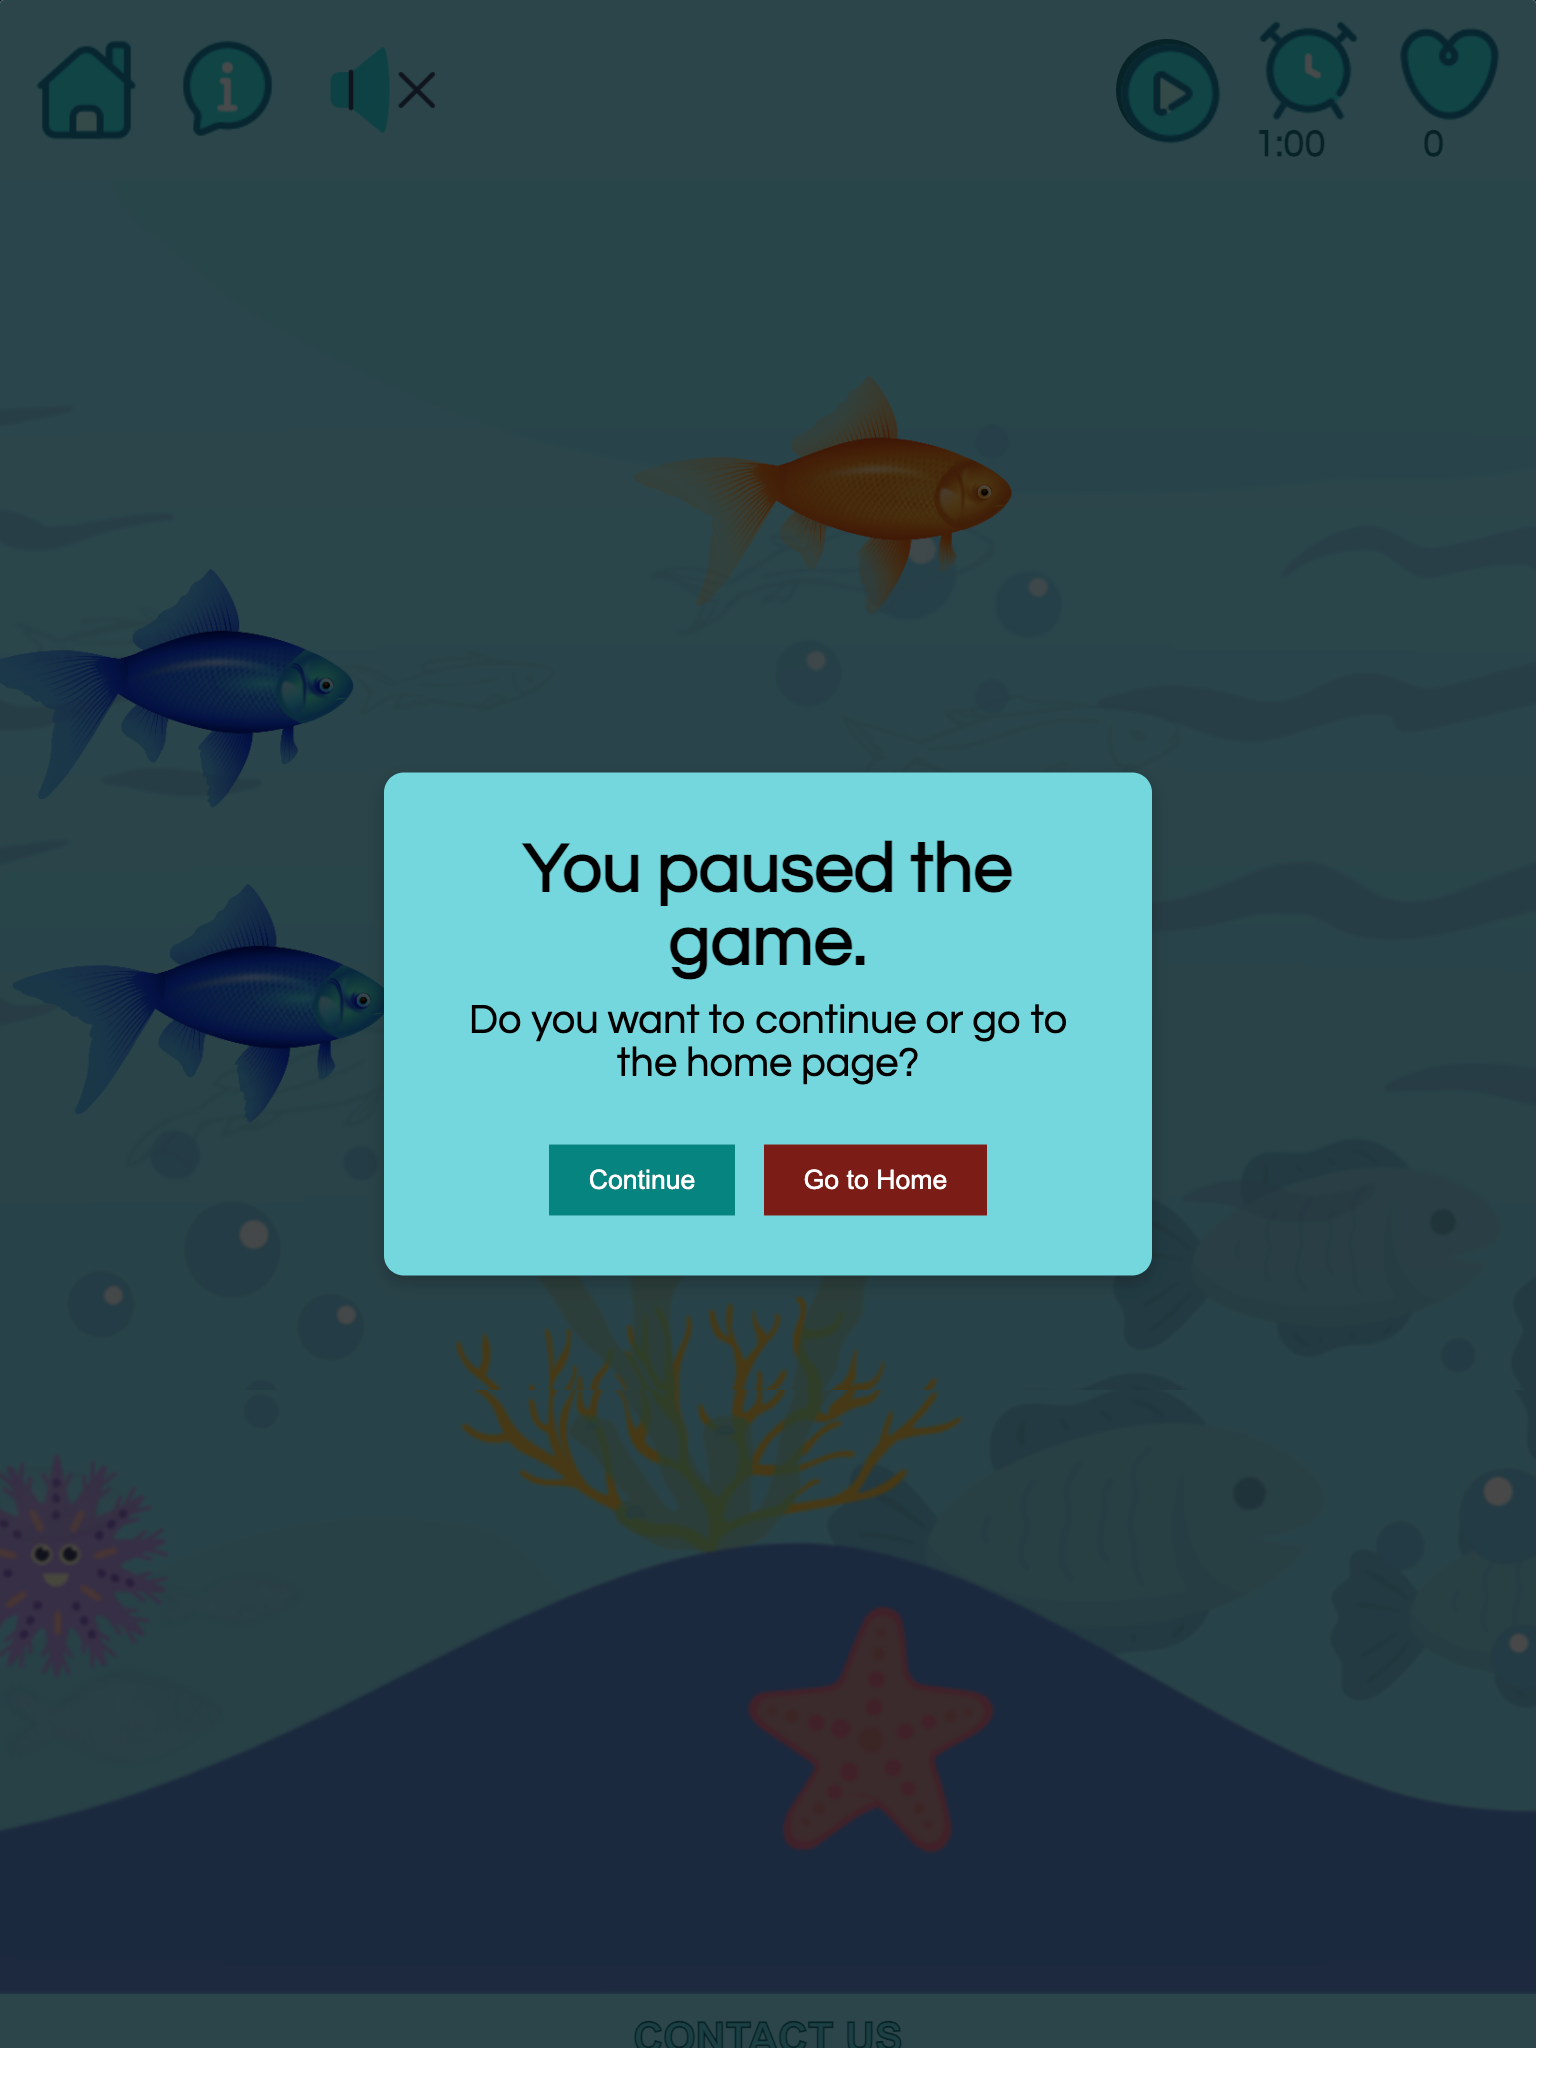 1:00
0
You paused the
game.
Do you want to continue or go to
the home page?
Continue
Go to Home
CONTACT US